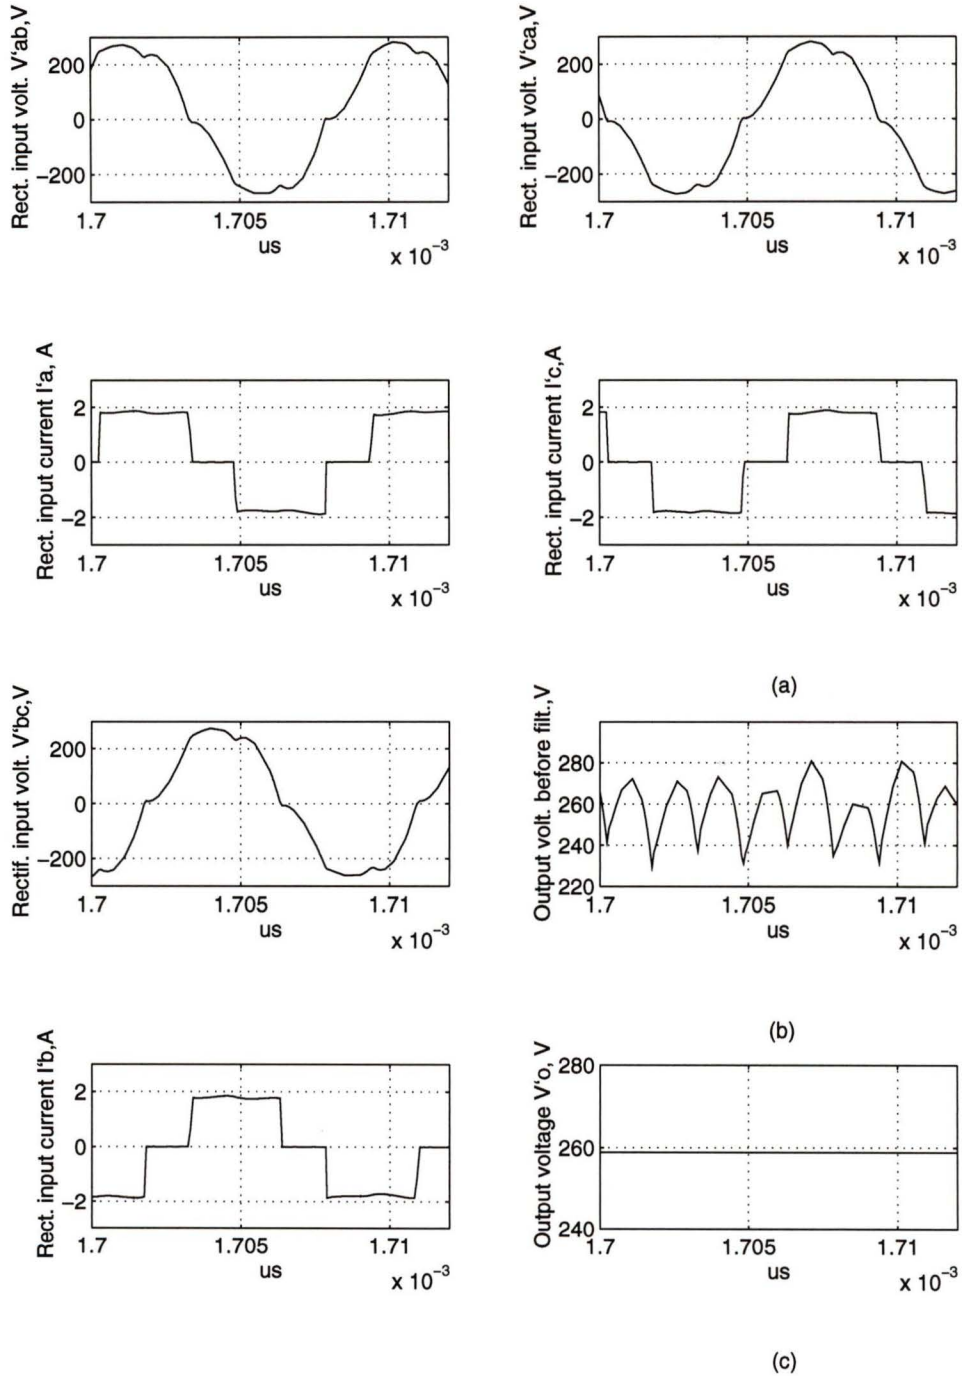 Rect. input volt. V'ab,V
200
0
−200
1.7 1.705 1.71
us
x 10⁻³
Rect. input volt. V'ca,V
200
0
−200
1.7 1.705 1.71
us
x 10⁻³
Rect. input current I'a, A
2
0
−2
1.7 1.705 1.71
us
x 10⁻³
Rect. input current I'c,A
2
0
−2
1.7 1.705 1.71
us
x 10⁻³
(a)
Rectif. input volt. V'bc,V
200
0
−200
1.7 1.705 1.71
us
x 10⁻³
Output volt. before filt.,V
280
260
240
220
1.7 1.705 1.71
us
x 10⁻³
(b)
Rect. input current I'b,A
2
0
−2
1.7 1.705 1.71
us
x 10⁻³
Output voltage V'o, V
280
260
240
1.7 1.705 1.71
us
x 10⁻³
(c)